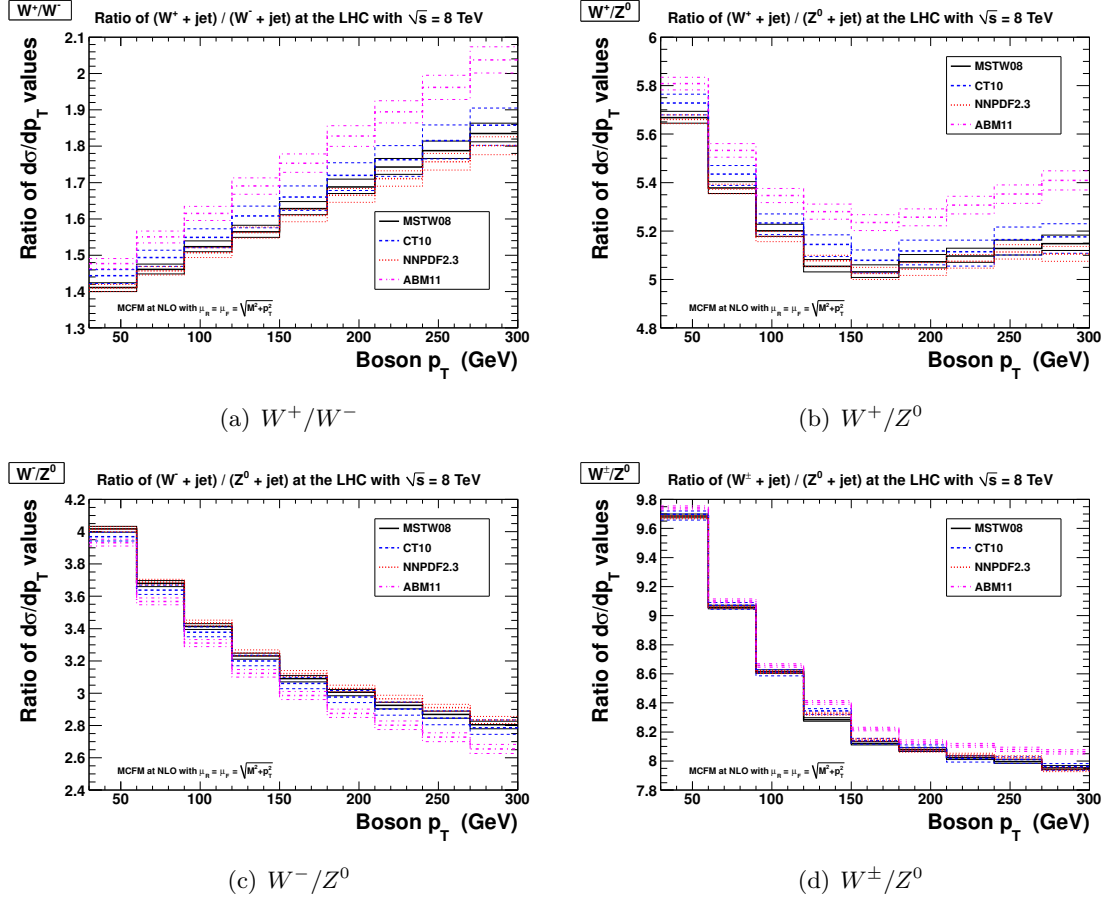 W⁺/W⁻
Ratio of (W⁺ + jet) / (W⁻ + jet) at the LHC with √s = 8 TeV
Ratio of dσ/dp_T values
2.1
2
1.9
1.8
1.7
1.6
1.5
1.4
1.3
MSTW08
CT10
NNPDF2.3
ABM11
MCFM at NLO with μ_R = μ_F = √M²+p_T²
50 100 150 200 250 300
Boson p_T (GeV)
(a) W⁺/W⁻
W⁺/Z⁰
Ratio of (W⁺ + jet) / (Z⁰ + jet) at the LHC with √s = 8 TeV
Ratio of dσ/dp_T values
6
5.8
5.6
5.4
5.2
5
4.8
MSTW08
CT10
NNPDF2.3
ABM11
MCFM at NLO with μ_R = μ_F = √M²+p_T²
50 100 150 200 250 300
Boson p_T (GeV)
(b) W⁺/Z⁰
W⁻/Z⁰
Ratio of (W⁻ + jet) / (Z⁰ + jet) at the LHC with √s = 8 TeV
Ratio of dσ/dp_T values
4.2
4
3.8
3.6
3.4
3.2
3
2.8
2.6
2.4
MSTW08
CT10
NNPDF2.3
ABM11
MCFM at NLO with μ_R = μ_F = √M²+p_T²
50 100 150 200 250 300
Boson p_T (GeV)
(c) W⁻/Z⁰
W±/Z⁰
Ratio of (W± + jet) / (Z⁰ + jet) at the LHC with √s = 8 TeV
Ratio of dσ/dp_T values
9.8
9.6
9.4
9.2
9
8.8
8.6
8.4
8.2
8
7.8
MSTW08
CT10
NNPDF2.3
ABM11
MCFM at NLO with μ_R = μ_F = √M²+p_T²
50 100 150 200 250 300
Boson p_T (GeV)
(d) W±/Z⁰